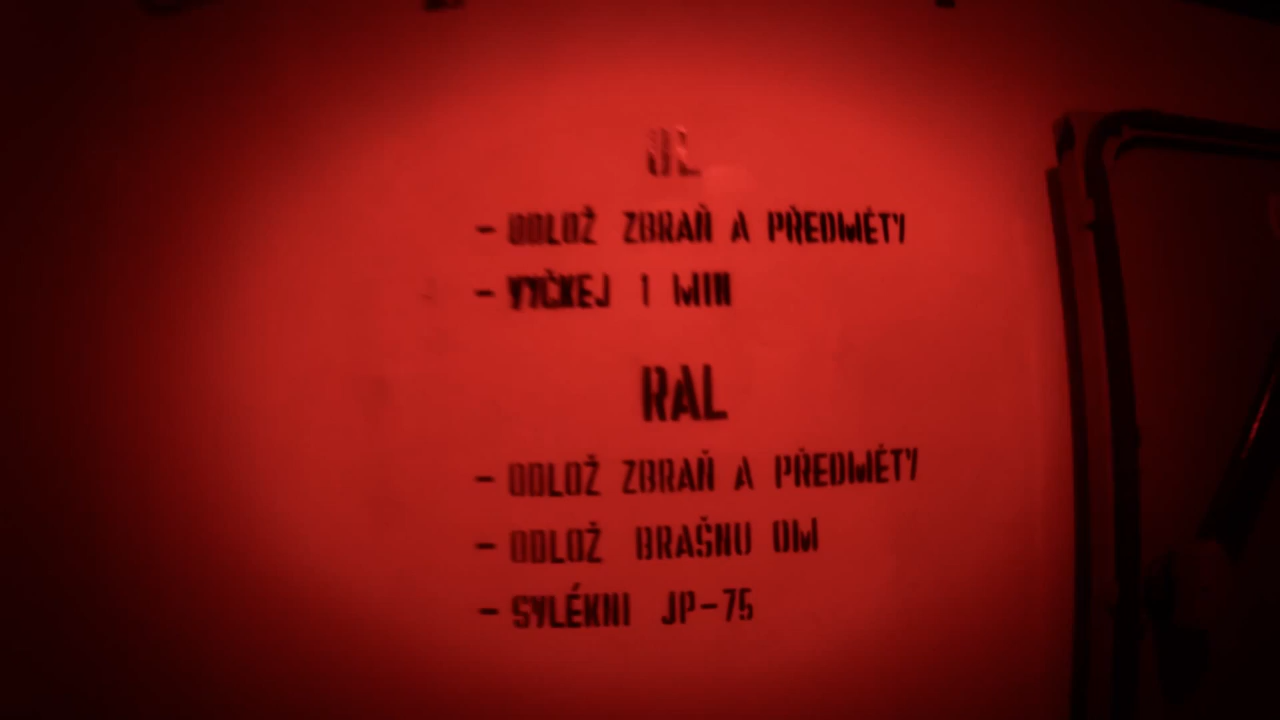 - ODLOŽ ZBRAŇ A PŘEDMĚTY
- VYČKEJ 1 MIN
RAL
- ODLOŽ ZBRAŇ A PŘEDMĚTY
- ODLOŽ BRAŠNU OM
- SVLÉKNI JP-75